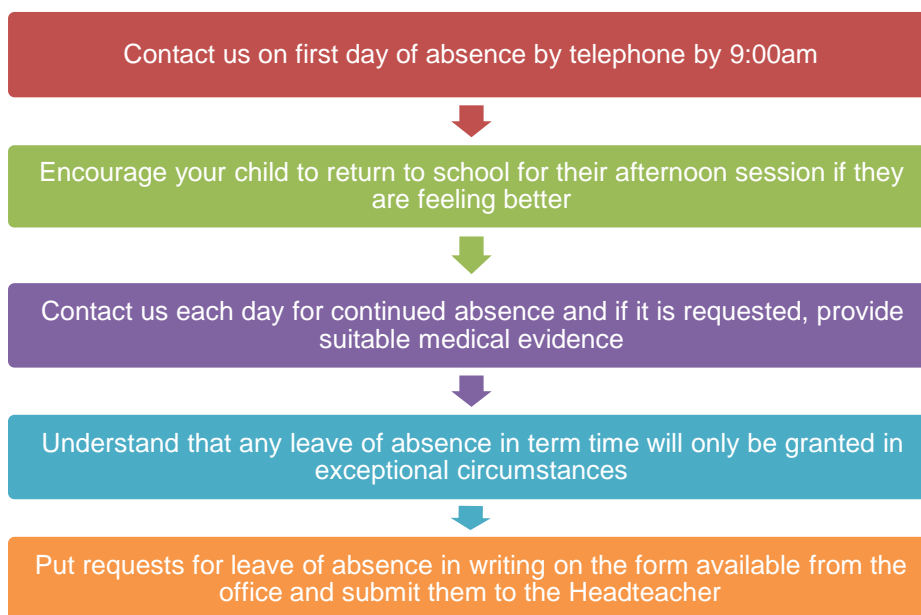 Contact us on first day of absence by telephone by 9:00am
Encourage your child to return to school for their afternoon session if they
are feeling better
Contact us each day for continued absence and if it is requested, provide
suitable medical evidence
Understand that any leave of absence in term time will only be granted in
exceptional circumstances
Put requests for leave of absence in writing on the form available from the
office and submit them to the Headteacher